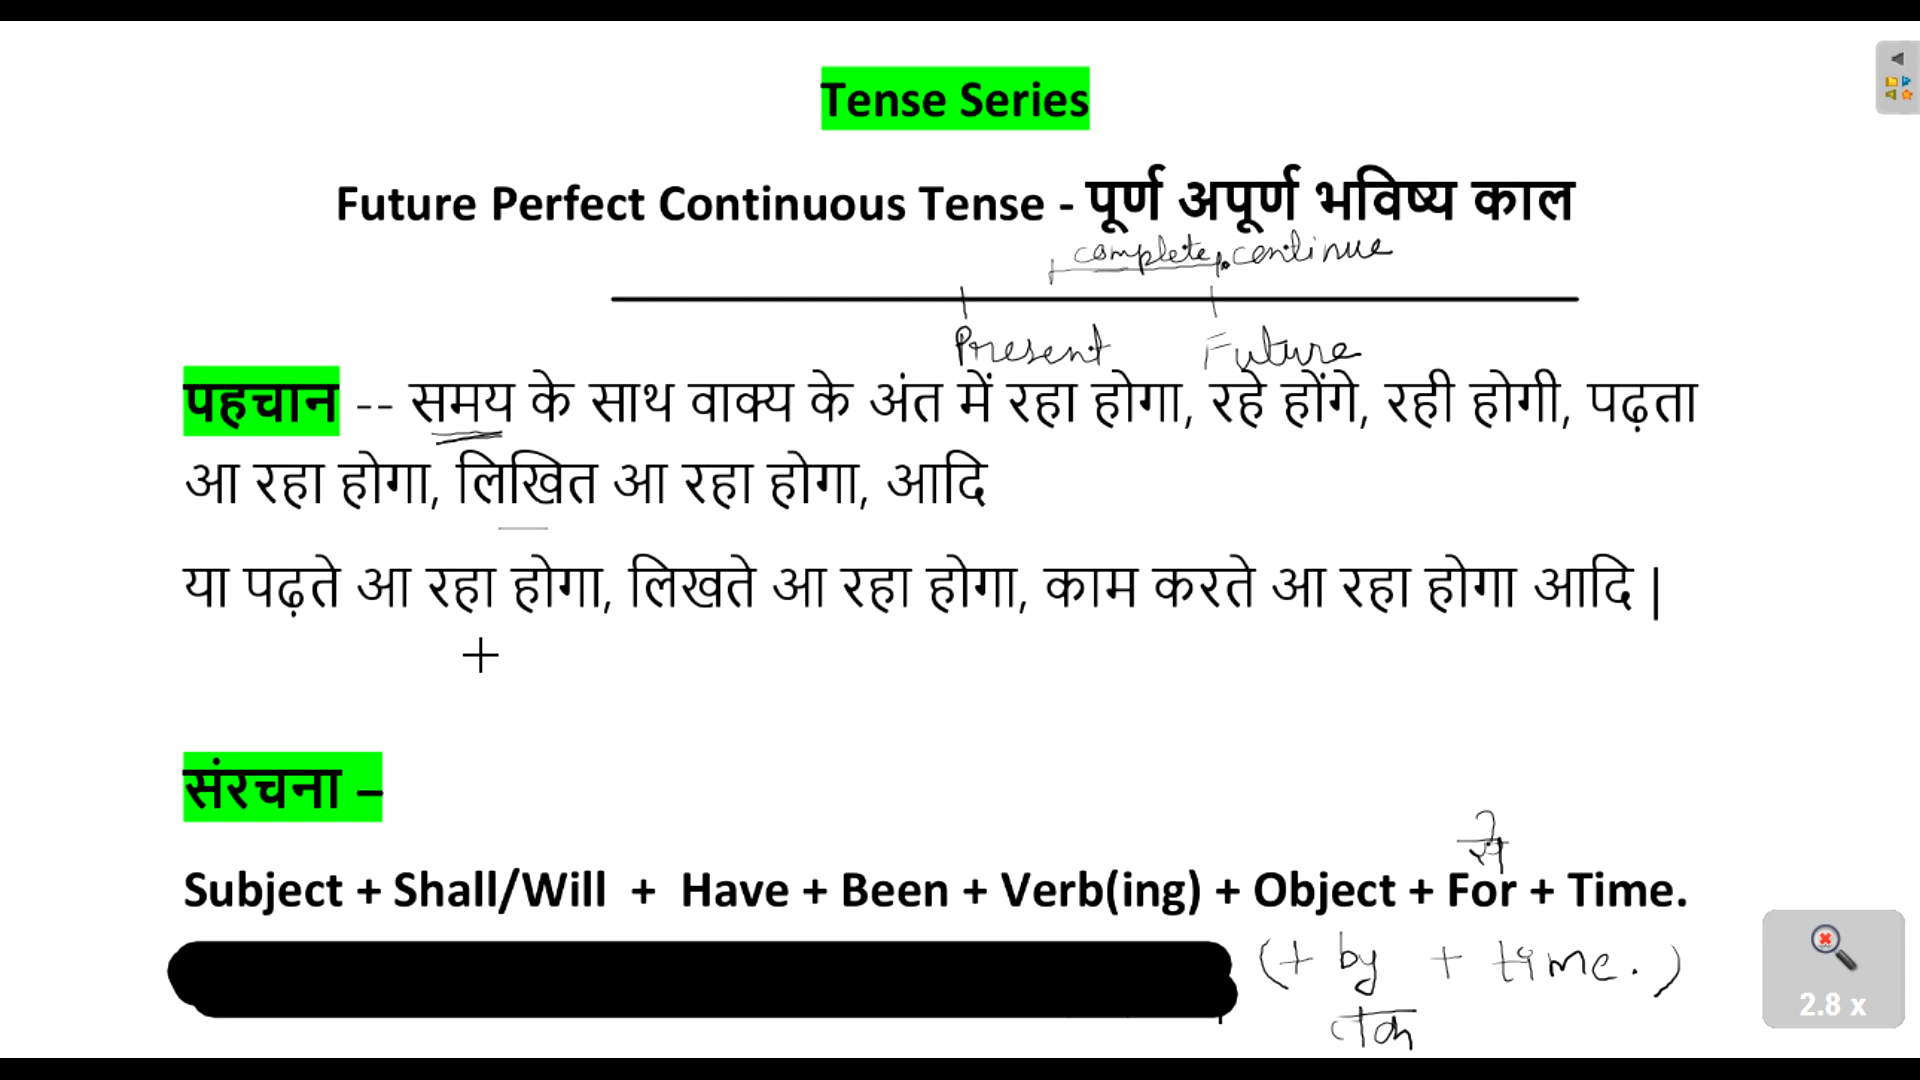 Tense Series
Future Perfect Continuous Tense - पूर्ण अपूर्ण भविष्य काल
complete continue
Present Future
पहचान -- समय के साथ वाक्य के अंत में रहा होगा, रहे होंगे, रही होगी, पढ़ता
आ रहा होगा, लिखित आ रहा होगा, आदि
या पढ़ते आ रहा होगा, लिखते आ रहा होगा, काम करते आ रहा होगा आदि |
संरचना –
से
Subject + Shall/Will + Have + Been + Verb(ing) + Object + For + Time.
(+ by + time.)
तक
2.8 x